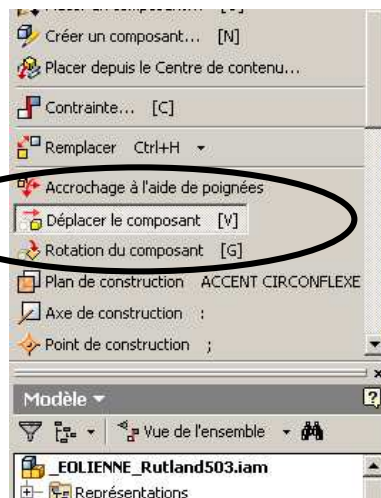 Créer un composant... [N]
Placer depuis le Centre de contenu...
Contrainte... [C]
Remplacer Ctrl+H
Accrochage à l'aide de poignées
Déplacer le composant [V]
Rotation du composant [G]
Plan de construction ACCENT CIRCONFLEXE
Axe de construction :
Point de construction ;
Modèle
Vue de l'ensemble
_EOLIENNE_Rutland503.iam
Représentations